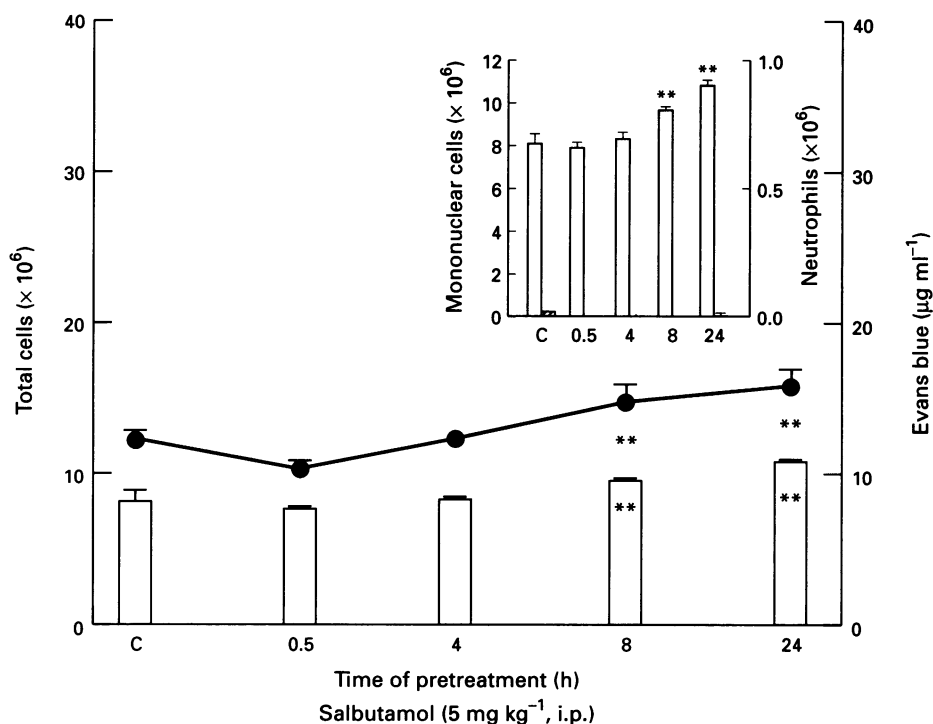 40
30
20
10
0
Total cells (× 10⁶)
12
10
8
6
4
2
0
Mononuclear cells (× 10⁶)
** **
C 0.5 4 8 24
1.0
0.5
0.0
Neutrophils (×10⁶)
40
30
20
10
0
Evans blue (μg ml⁻¹)
** **
** **
C 0.5 4 8 24
Time of pretreatment (h)
Salbutamol (5 mg kg⁻¹, i.p.)